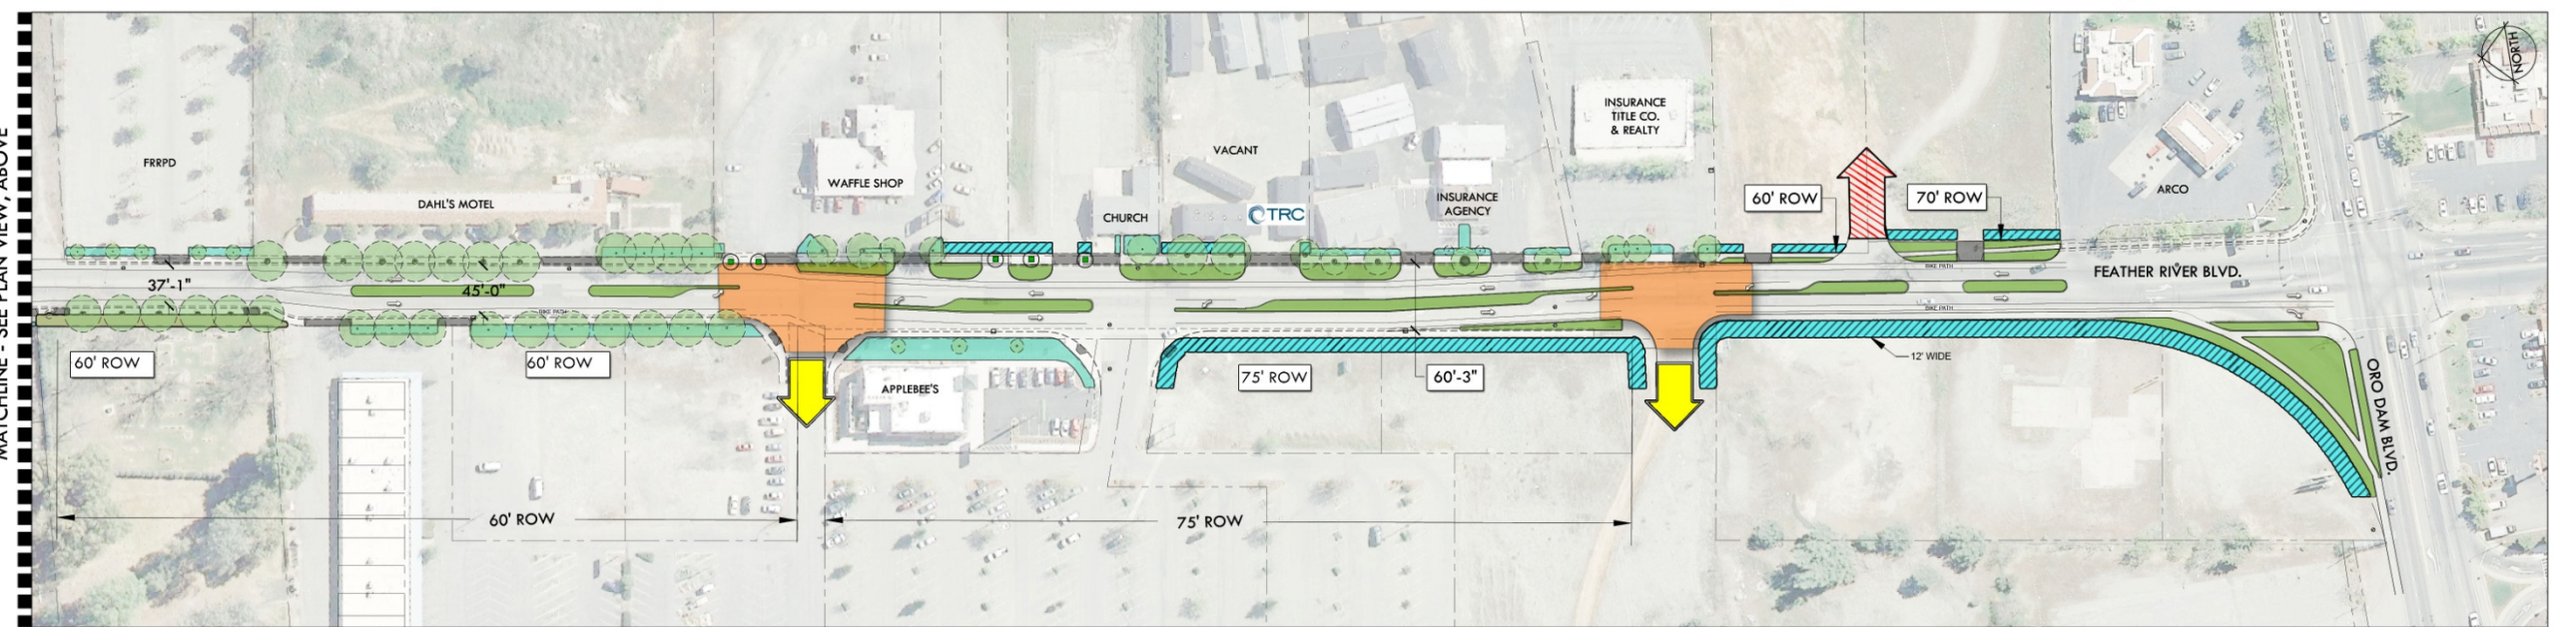 MATCHLINE - SEE PLAN VIEW, ABOVE
NORTH
FRRPD
DAHL'S MOTEL
WAFFLE SHOP
CHURCH
VACANT
TRC
INSURANCE
AGENCY
INSURANCE
TITLE CO.
& REALTY
60' ROW
70' ROW
ARCO
37'-1"
45'-0"
BIKE PATH
BIKE PATH
BIKE PATH
FEATHER RIVER BLVD.
60' ROW
60' ROW
APPLEBEE'S
75' ROW
60'-3"
12' WIDE
ORO DAM BLVD.
60' ROW
75' ROW